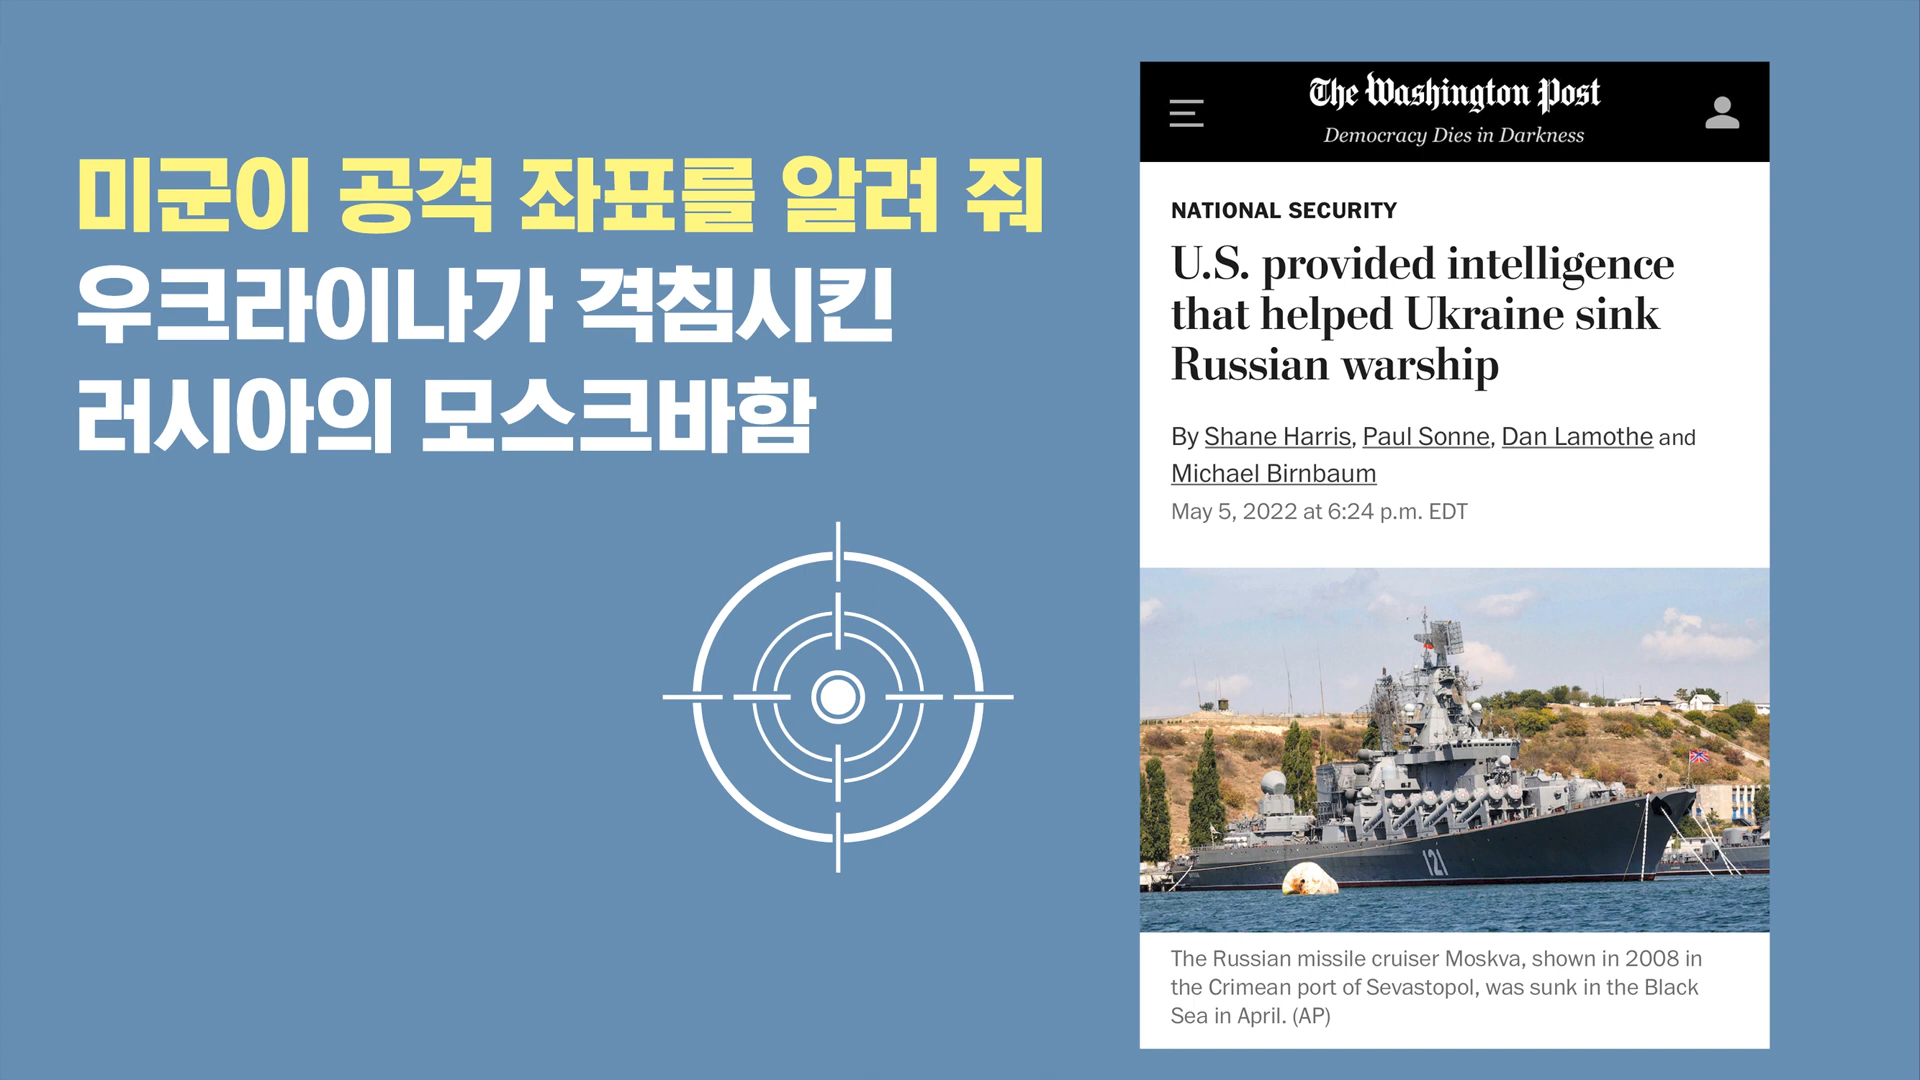 미군이 공격 좌표를 알려 줘
우크라이나가 격침시킨
러시아의 모스크바함
The Washington Post
Democracy Dies in Darkness
NATIONAL SECURITY
U.S. provided intelligence
that helped Ukraine sink
Russian warship
By Shane Harris, Paul Sonne, Dan Lamothe and
Michael Birnbaum
May 5, 2022 at 6:24 p.m. EDT
121
The Russian missile cruiser Moskva, shown in 2008 in
the Crimean port of Sevastopol, was sunk in the Black
Sea in April. (AP)